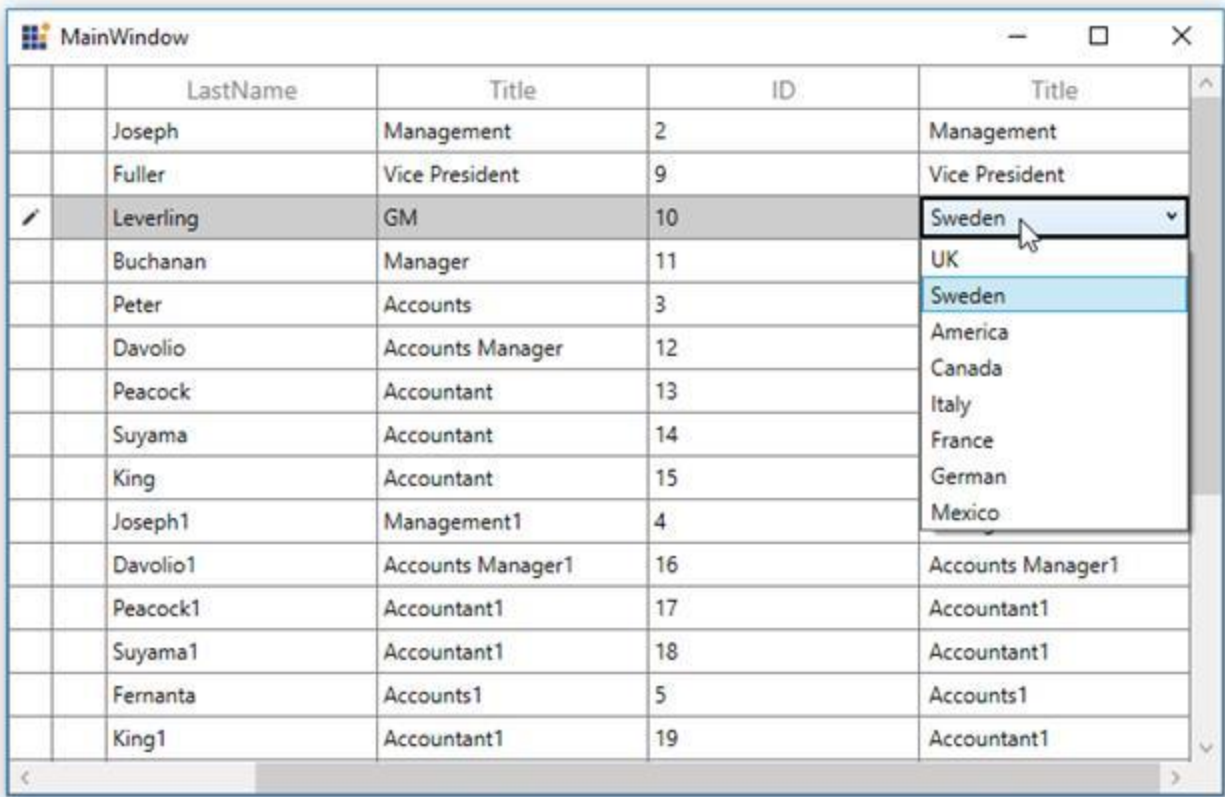 MainWindow
LastName Title ID Title
Joseph Management 2 Management
Fuller Vice President 9 Vice President
Leverling GM 10 Sweden
Buchanan Manager 11 UK
Sweden
Peter Accounts 3
America
Davolio Accounts Manager 12
Canada
Peacock Accountant 13
Italy
Suyama Accountant 14
France
King Accountant 15
German
Joseph1 Management1 4
Mexico
Davolio1 Accounts Manager1 16 Accounts Manager1
Peacock1 Accountant1 17 Accountant1
Suyama1 Accountant1 18 Accountant1
Fernanta Accounts1 5 Accounts1
King1 Accountant1 19 Accountant1